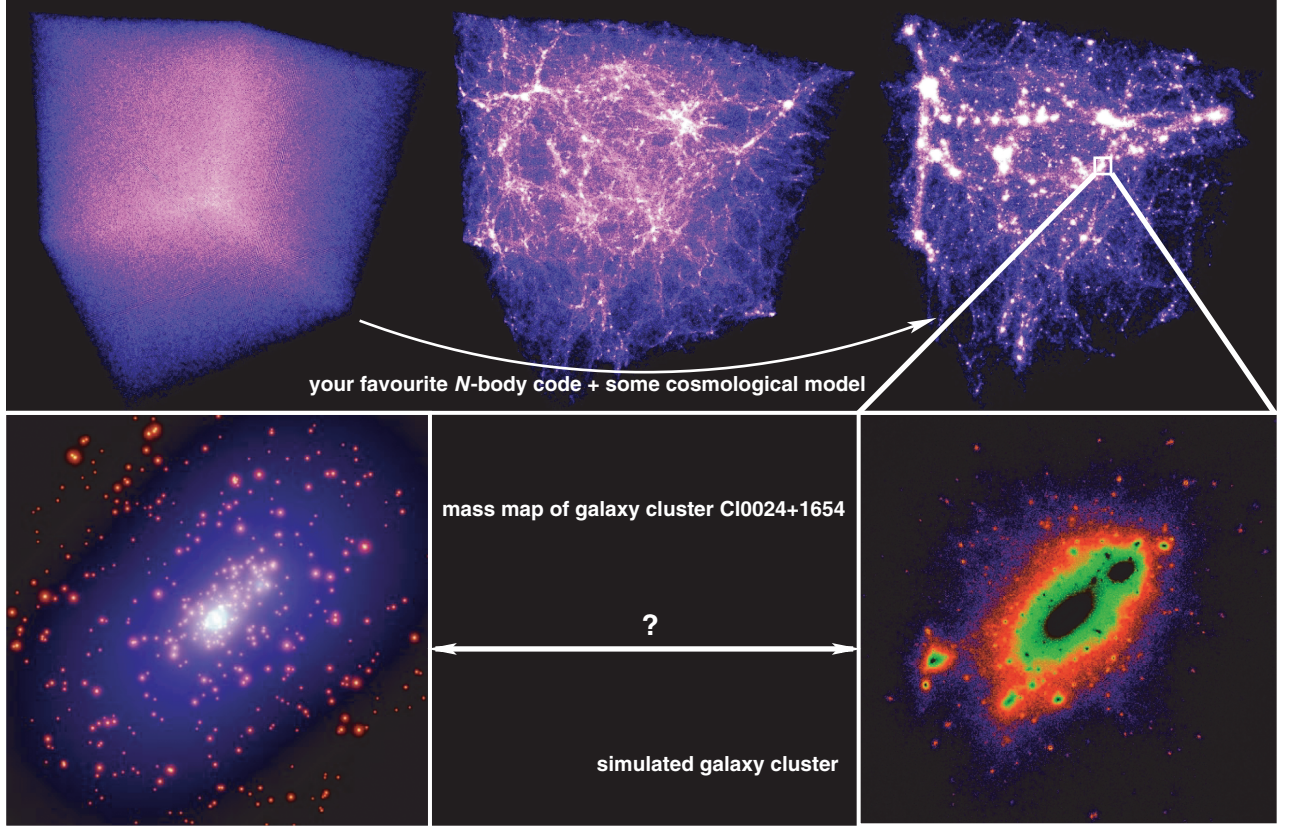 your favourite N-body code + some cosmological model
mass map of galaxy cluster Cl0024+1654
?
simulated galaxy cluster